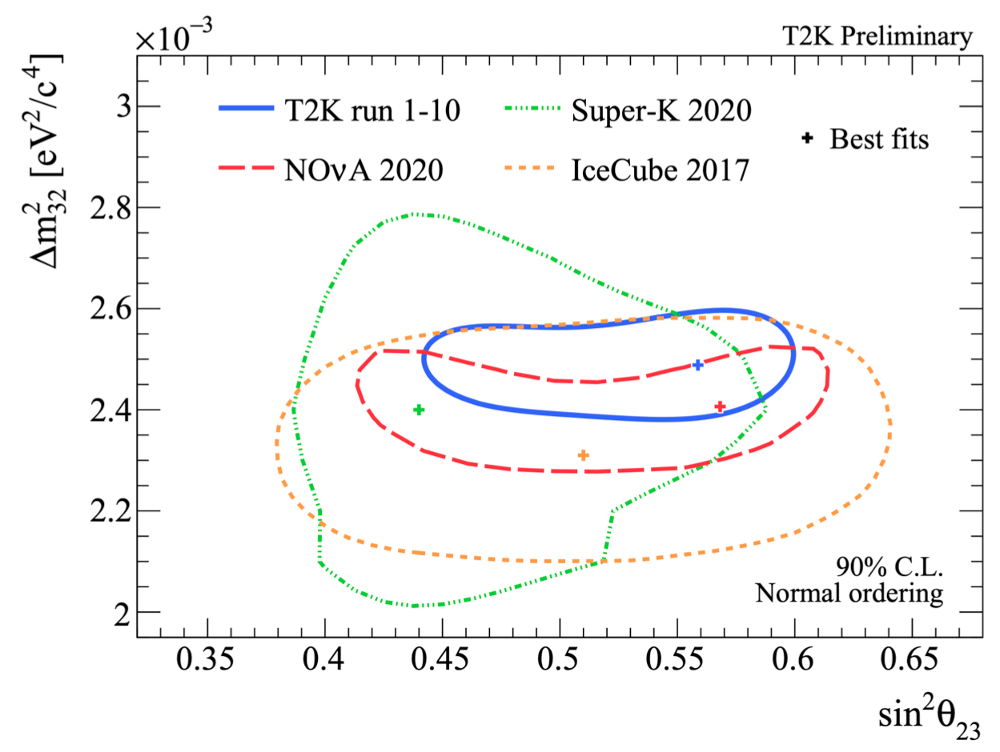 ×10⁻³
T2K Preliminary
Δm²₃₂ [eV²/c⁴]
T2K run 1-10
Super-K 2020
NOνA 2020
IceCube 2017
Best fits
3
2.8
2.6
2.4
2.2
2
90% C.L.
Normal ordering
0.35 0.4 0.45 0.5 0.55 0.6 0.65
sin²θ₂₃